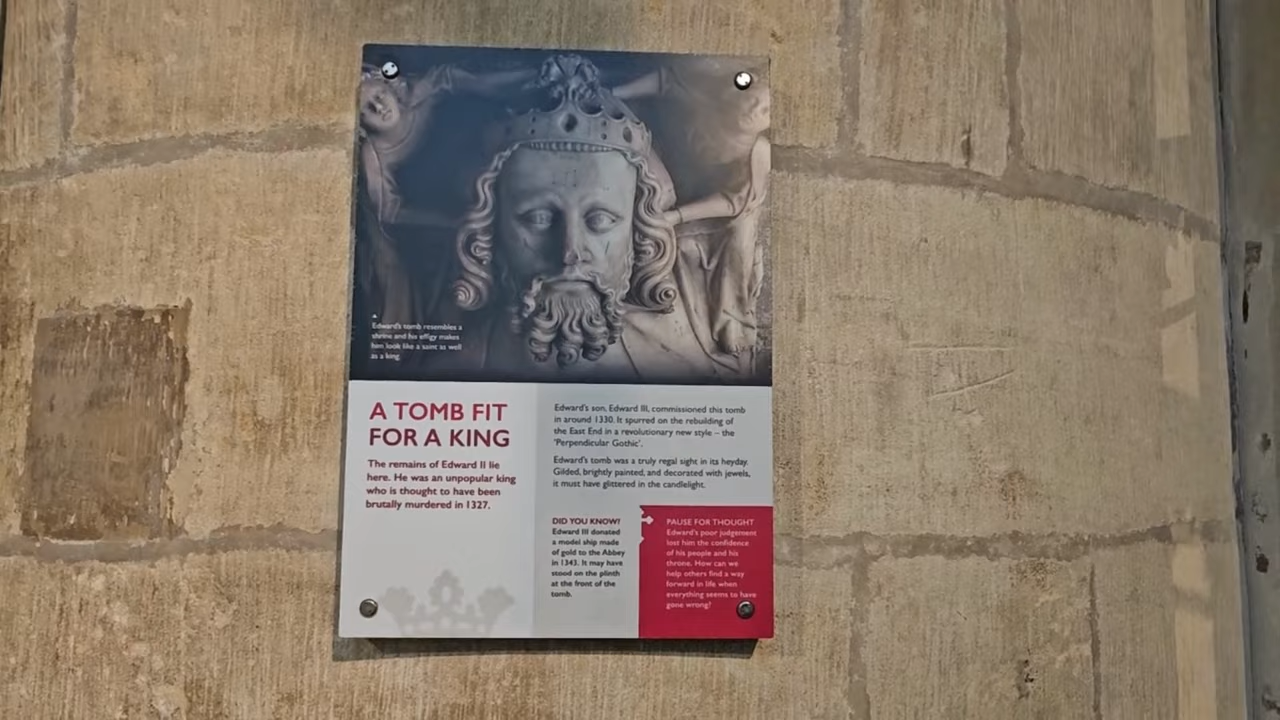 Edward's tomb resembles a
shrine and his effigy makes
him look like a saint as well
as a king.
A TOMB FIT
FOR A KING
The remains of Edward II lie
here. He was an unpopular king
who is thought to have been
brutally murdered in 1327.
Edward's son, Edward III, commissioned this tomb
in around 1330. It spurred on the rebuilding of
the East End in a revolutionary new style – the
'Perpendicular Gothic'.
Edward's tomb was a truly regal sight in its heyday.
Gilded, brightly painted, and decorated with jewels,
it must have glittered in the candlelight.
DID YOU KNOW?
Edward III donated
a model ship made
of gold to the Abbey
in 1343. It may have
stood on the plinth
at the front of the
tomb.
PAUSE FOR THOUGHT
Edward's poor judgement
lost him the confidence
of his people and his
throne. How can we
help others find a way
forward in life when
everything seems to have
gone wrong?